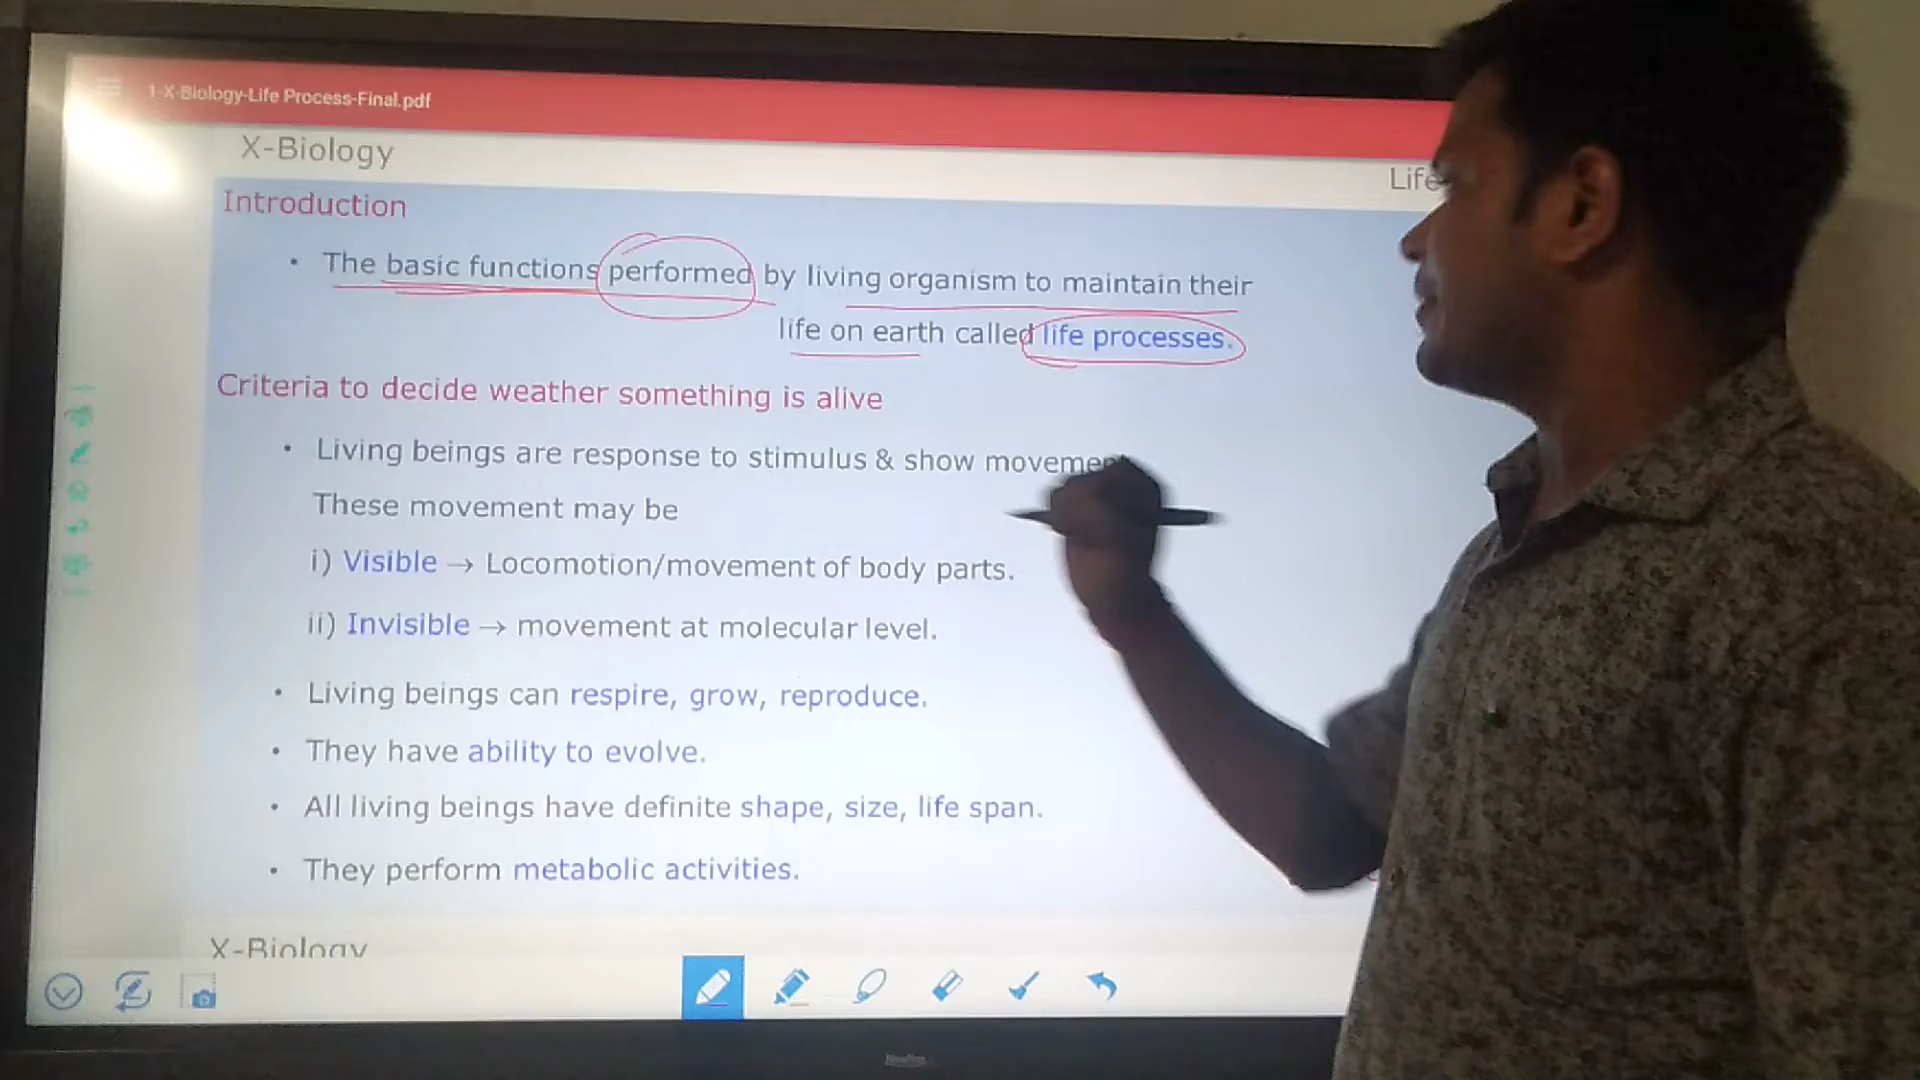 1-X-Biology-Life Process-Final.pdf
X-Biology
Life
Introduction
• The basic functions performed by living organism to maintain their
life on earth called life processes.
Criteria to decide weather something is alive
• Living beings are response to stimulus & show movemen
These movement may be
i) Visible → Locomotion/movement of body parts.
ii) Invisible → movement at molecular level.
• Living beings can respire, grow, reproduce.
• They have ability to evolve.
• All living beings have definite shape, size, life span.
• They perform metabolic activities.
X-Biology